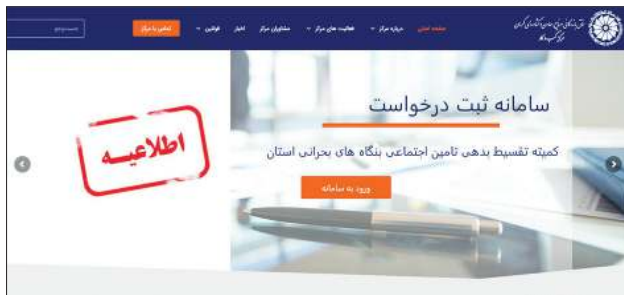 صفحه اصلی
درباره مرکز
فعالیت های مرکز
مشاوران مرکز
اخبار
قوانین
تماس با مرکز
جستجو
سامانه ثبت درخواست
کمیته تقسیط بدهی تامین اجتماعی بنگاه های بحرانی استان
ورود به سامانه
اطلاعیه